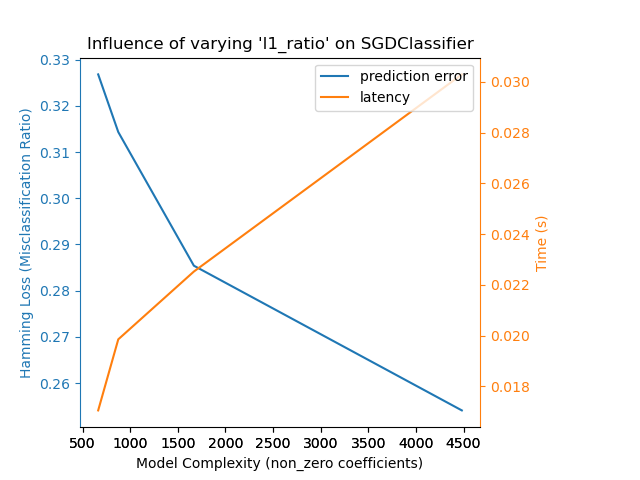 Influence of varying 'l1_ratio' on SGDClassifier
prediction error
latency
0.33
0.32
0.31
0.30
0.29
0.28
0.27
0.26
Hamming Loss (Misclassification Ratio)
0.030
0.028
0.026
0.024
0.022
0.020
0.018
Time (s)
500 1000 1500 2000 2500 3000 3500 4000 4500
Model Complexity (non_zero coefficients)